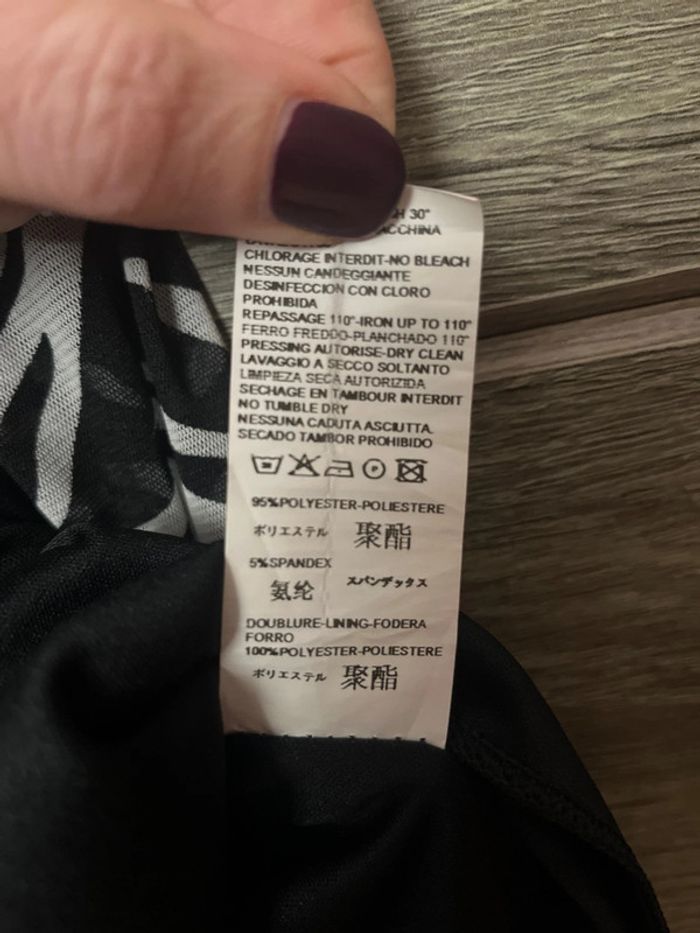 H 30°
ACCHINA
CHLORAGE INTERDIT-NO BLEACH
NESSUN CANDEGGIANTE
DESINFECCION CON CLORO
PROHIBIDA
REPASSAGE 110°-IRON UP TO 110°
FERRO FREDDO-PLANCHADO 110°
PRESSING AUTORISE-DRY CLEAN
LAVAGGIO A SECCO SOLTANTO
LIMPIEZA SECA AUTORIZIDA
SECHAGE EN TAMBOUR INTERDIT
NO TUMBLE DRY
NESSUNA CADUTA ASCIUTTA.
SECADO TAMBOR PROHIBIDO
95%POLYESTER-POLIESTERE
ポリエステル 聚酯
5%SPANDEX
氨纶 スパンデックス
DOUBLURE-LINING-FODERA
FORRO
100%POLYESTER-POLIESTERE
ポリエステル 聚酯